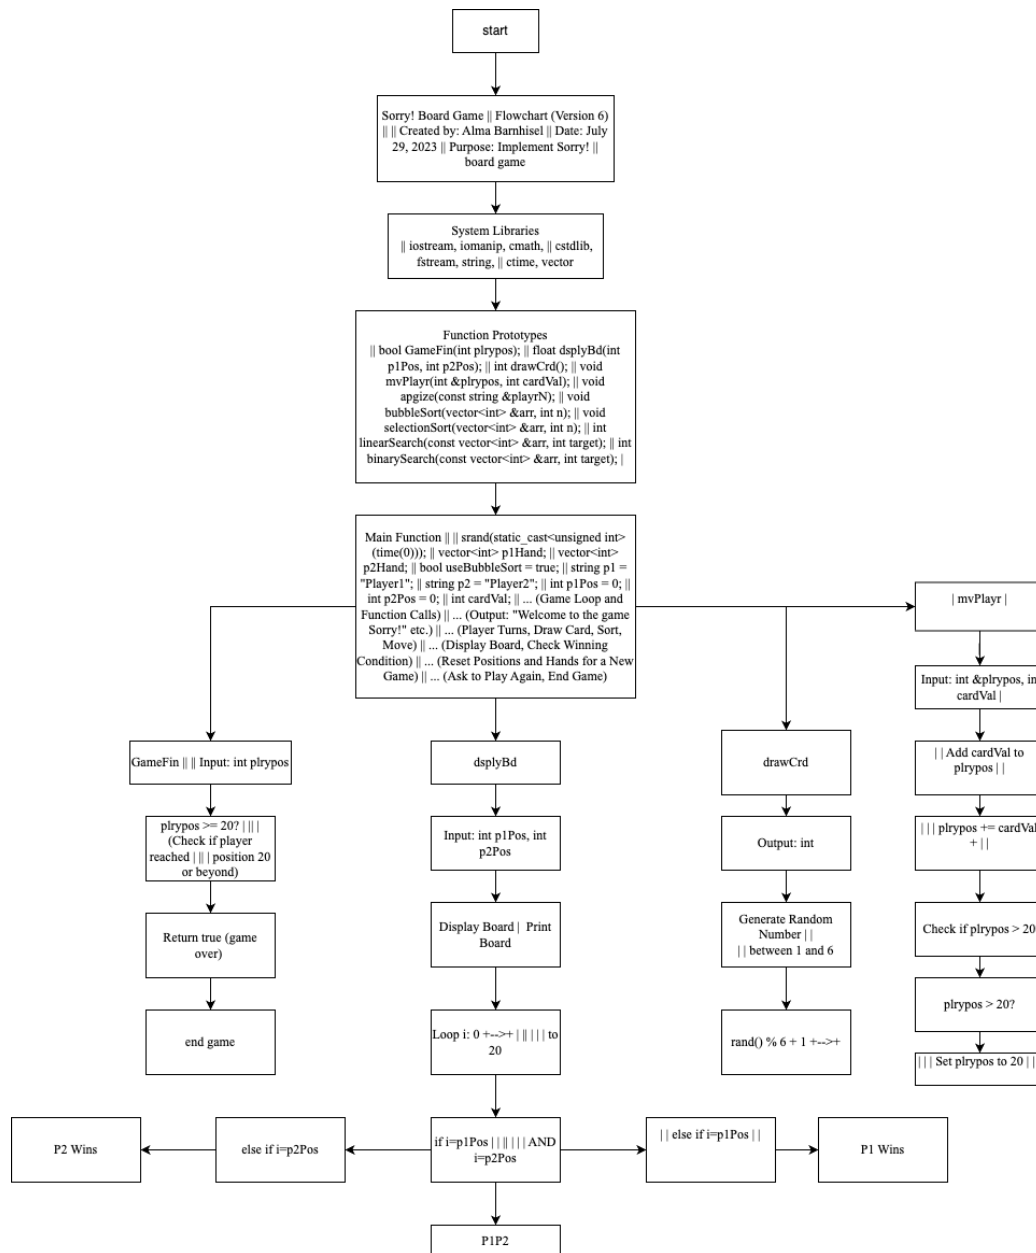 start
Sorry! Board Game || Flowchart (Version 6)
|| || Created by: Alma Barnhisel || Date: July
29, 2023 || Purpose: Implement Sorry! ||
board game
System Libraries
|| iostream, iomanip, cmath, || cstdlib,
fstream, string, || ctime, vector
Function Prototypes
|| bool GameFin(int plrypos); || float dsplyBd(int
p1Pos, int p2Pos); || int drawCrd(); || void
mvPlayr(int &plrypos, int cardVal); || void
apgize(const string &playrN); || void
bubbleSort(vector<int> &arr, int n); || void
selectionSort(vector<int> &arr, int n); || int
linearSearch(const vector<int> &arr, int target); || int
binarySearch(const vector<int> &arr, int target); |
Main Function || || srand(static_cast<unsigned int>
(time(0))); || vector<int> p1Hand; || vector<int>
p2Hand; || bool useBubbleSort = true; || string p1 =
"Player1"; || string p2 = "Player2"; || int p1Pos = 0; ||
int p2Pos = 0; || int cardVal; || ... (Game Loop and
Function Calls) || ... (Output: "Welcome to the game
Sorry!" etc.) || ... (Player Turns, Draw Card, Sort,
Move) || ... (Display Board, Check Winning
Condition) || ... (Reset Positions and Hands for a New
Game) || ... (Ask to Play Again, End Game)
GameFin || || Input: int plrypos
plrypos >= 20? | || |
(Check if player
reached | || | position 20
or beyond)
Return true (game
over)
end game
dsplyBd
Input: int p1Pos, int
p2Pos
Display Board | Print
Board
Loop i: 0 +-->+ | || | | | to
20
if i=p1Pos | | || | | | AND
i=p2Pos
else if i=p2Pos
P2 Wins
| | else if i=p1Pos | |
P1 Wins
P1P2
drawCrd
Output: int
Generate Random
Number | |
| | between 1 and 6
rand() % 6 + 1 +-->+
| mvPlayr |
Input: int &plrypos, in
cardVal |
| | Add cardVal to
plrypos | |
| | | plrypos += cardVal
+ | |
Check if plrypos > 20
plrypos > 20?
| | | Set plrypos to 20 | |